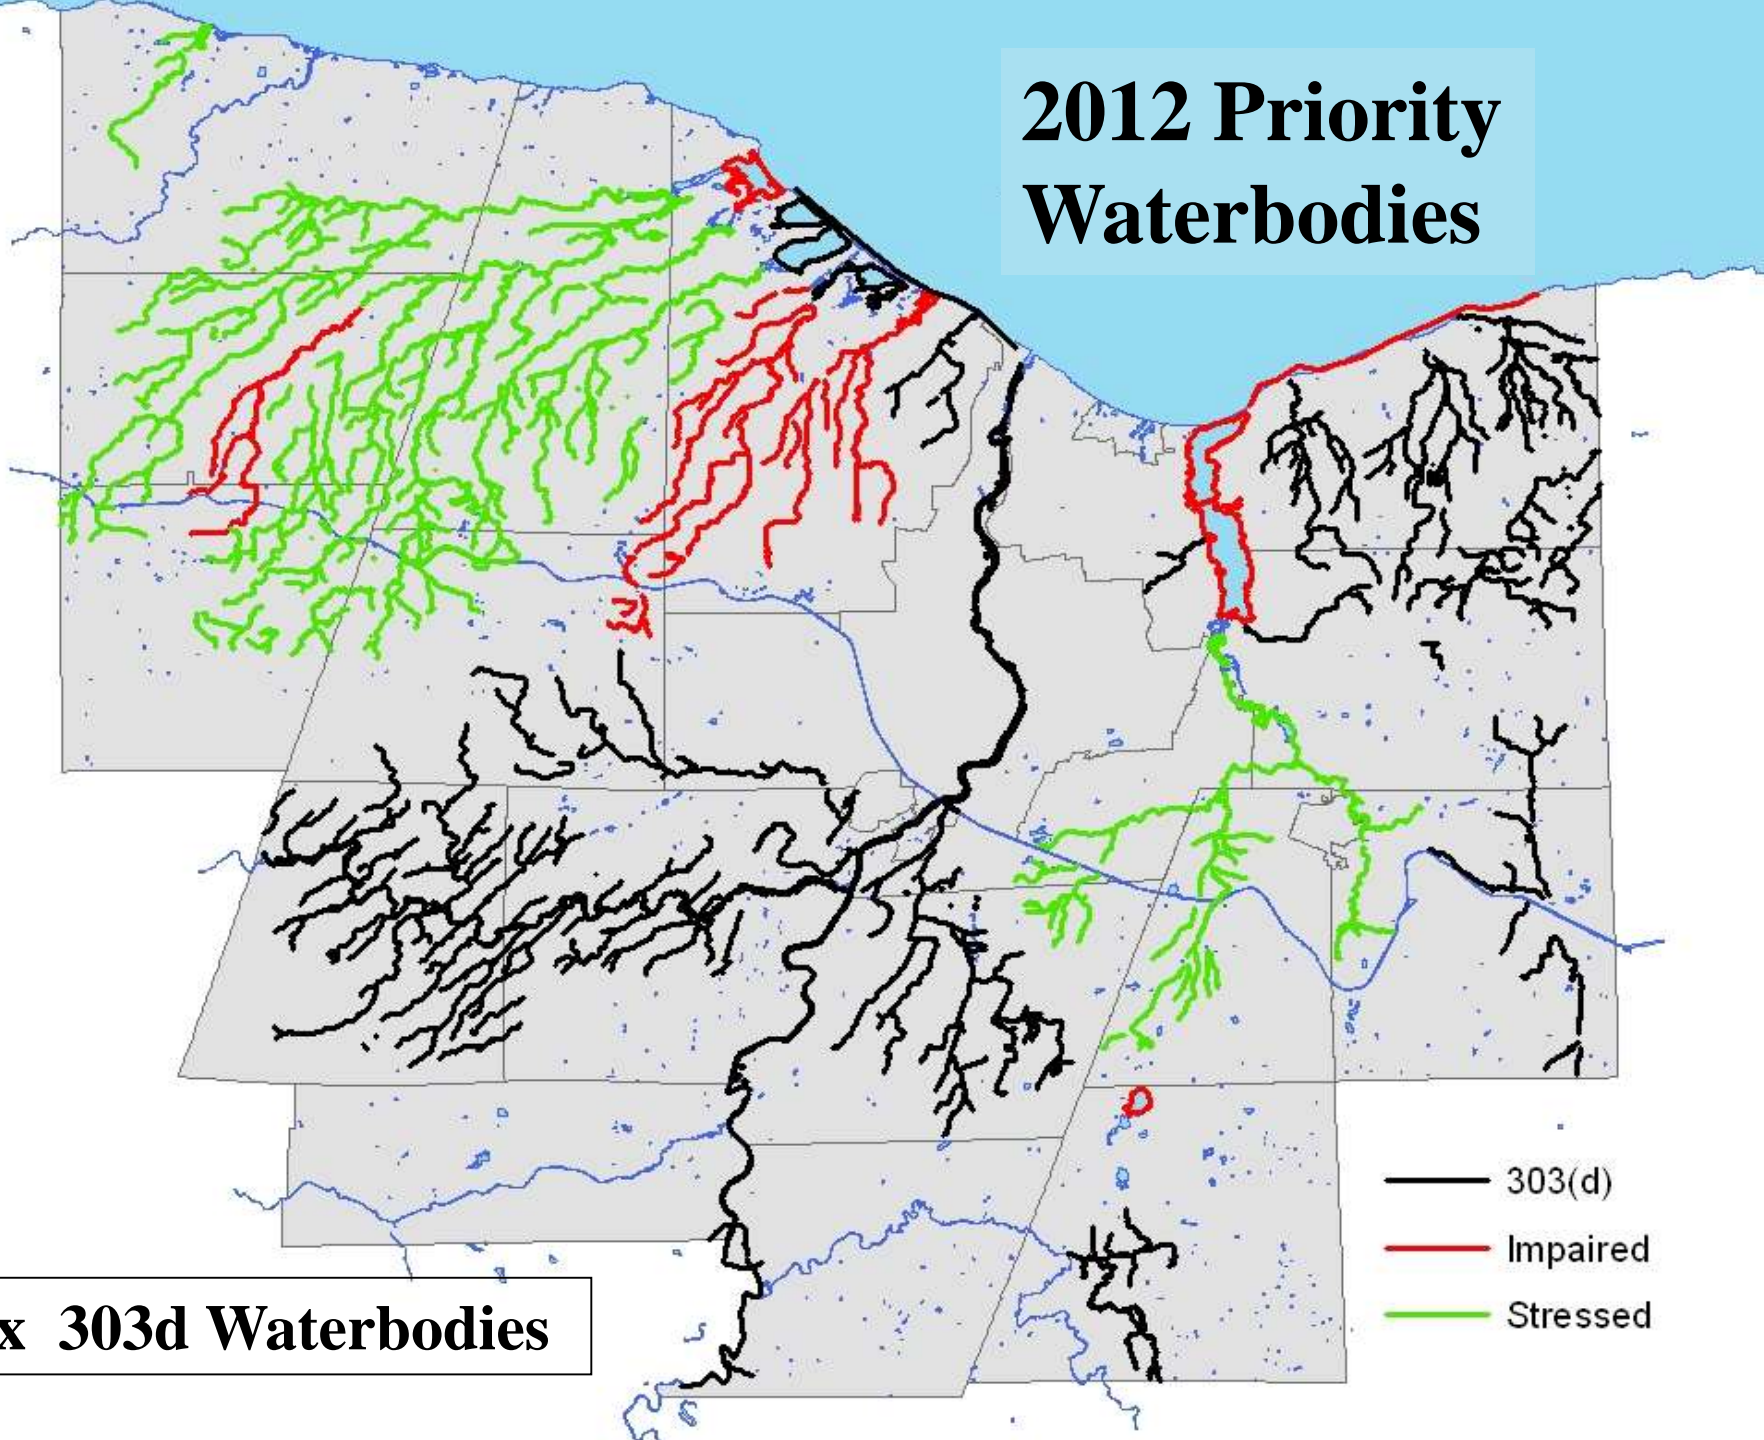 2012 Priority
Waterbodies
303(d)
Impaired
Stressed
x 303d Waterbodies